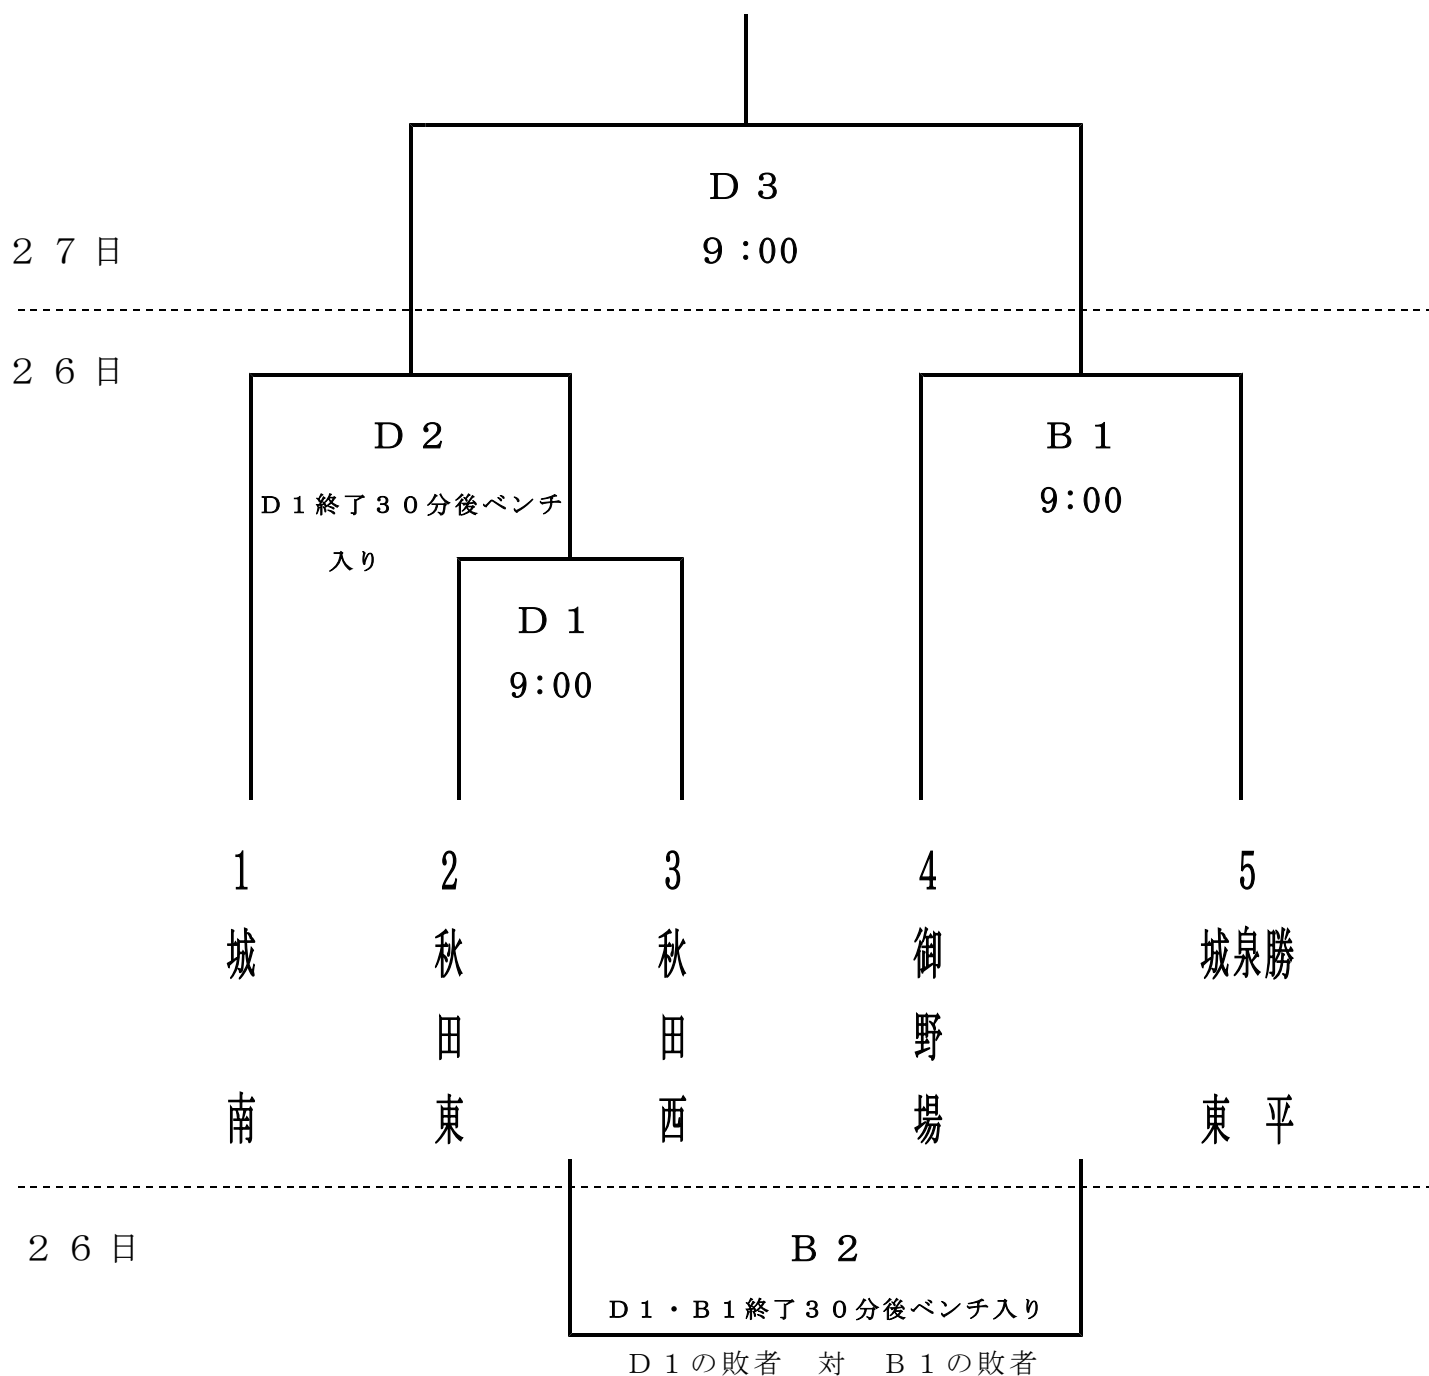 Ｄ３
９：00
２７日
２６日
Ｄ２
Ｂ１
Ｄ１終了３０分後ベンチ
入り
9：00
Ｄ１
9：00
1
2
3
4
5
城南
秋田東
秋田西
御野場
城東
泉
勝平
２６日
Ｂ２
Ｄ１・Ｂ１終了３０分後ベンチ入り
Ｄ１の敗者　対　Ｂ１の敗者